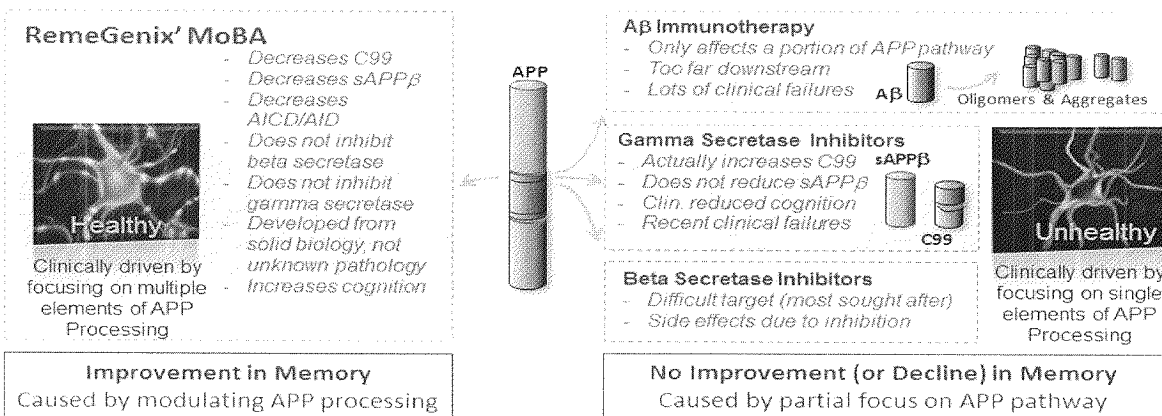 RemeGenix' MoBA
- Decreases C99
- Decreases sAPPβ
- Decreases
AICD/AID
- Does not inhibit
beta secretase
- Does not inhibit
gamma secretase
- Developed from
solid biology, not
unknown pathology
- Increases cognition
Healthy
Clinically driven by
focusing on multiple
elements of APP
Processing
Improvement in Memory
Caused by modulating APP processing
APP
Aβ Immunotherapy
- Only affects a portion of APP pathway
- Too far downstream
- Lots of clinical failures
Aβ
Oligomers & Aggregates
Gamma Secretase Inhibitors
- Actually increases C99
- Does not reduce sAPPβ
- Clin. reduced cognition
- Recent clinical failures
sAPPβ
C99
Beta Secretase Inhibitors
- Difficult target (most sought after)
- Side effects due to inhibition
Unhealthy
Clinically driven by
focusing on single
elements of APP
Processing
No Improvement (or Decline) in Memory
Caused by partial focus on APP pathway